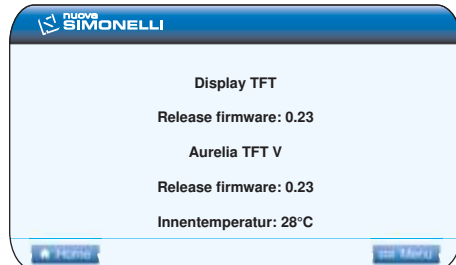 nuova
SIMONELLI
Display TFT
Release firmware: 0.23
Aurelia TFT V
Release firmware: 0.23
Innentemperatur: 28°C
Home
Menu